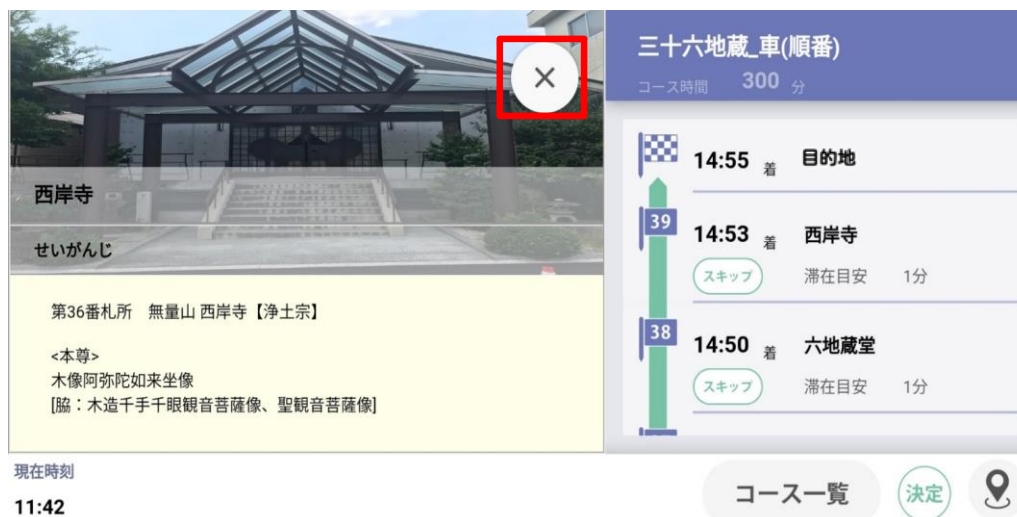 西岸寺
せいがんじ
第36番札所　無量山 西岸寺【浄土宗】
<本尊>
木像阿弥陀如来坐像
[脇：木造千手千眼観音菩薩像、聖観音菩薩像]
現在時刻
11:42
三十六地蔵_車(順番)
コース時間 300 分
14:55 着 目的地
39
14:53 着 西岸寺
スキップ 滞在目安 1分
38
14:50 着 六地蔵堂
スキップ 滞在目安 1分
コース一覧 決定